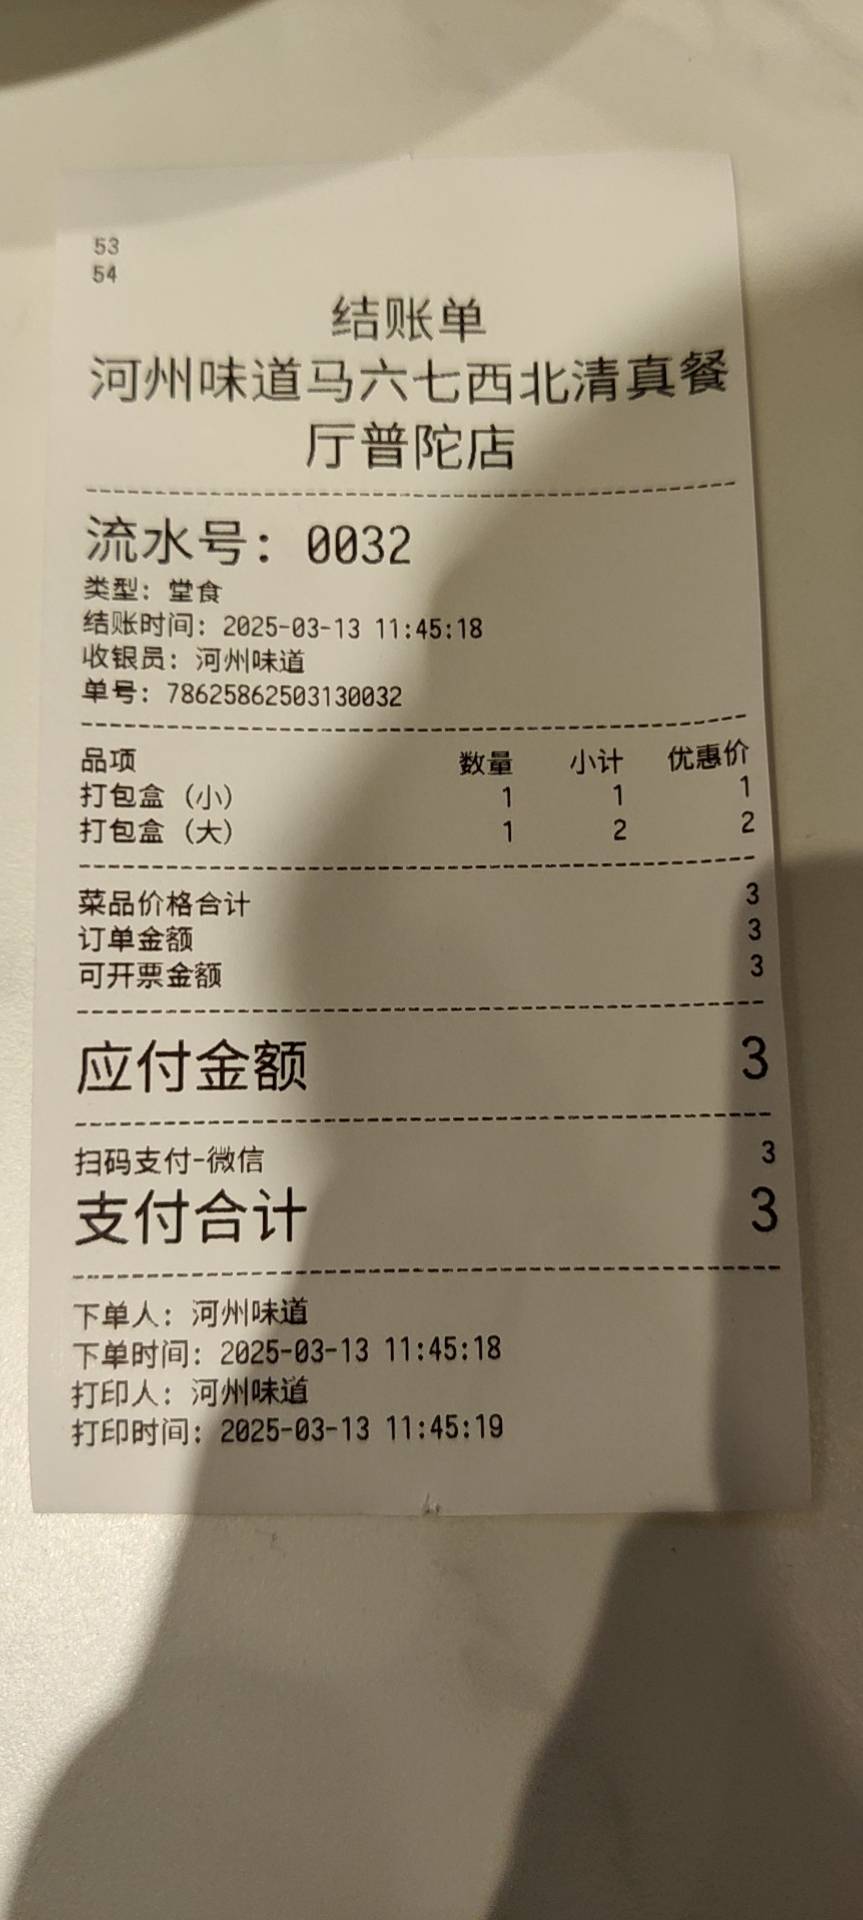 53
54
结账单
河州味道马六七西北清真餐
厅普陀店
流水号: 0032
类型: 堂食
结账时间: 2025-03-13 11:45:18
收银员: 河州味道
单号: 78625862503130032
品项 数量 小计 优惠价
打包盒（小） 1 1 1
打包盒（大） 1 2 2
菜品价格合计 3
订单金额 3
可开票金额 3
应付金额 3
扫码支付-微信 3
支付合计 3
下单人: 河州味道
下单时间: 2025-03-13 11:45:18
打印人: 河州味道
打印时间: 2025-03-13 11:45:19